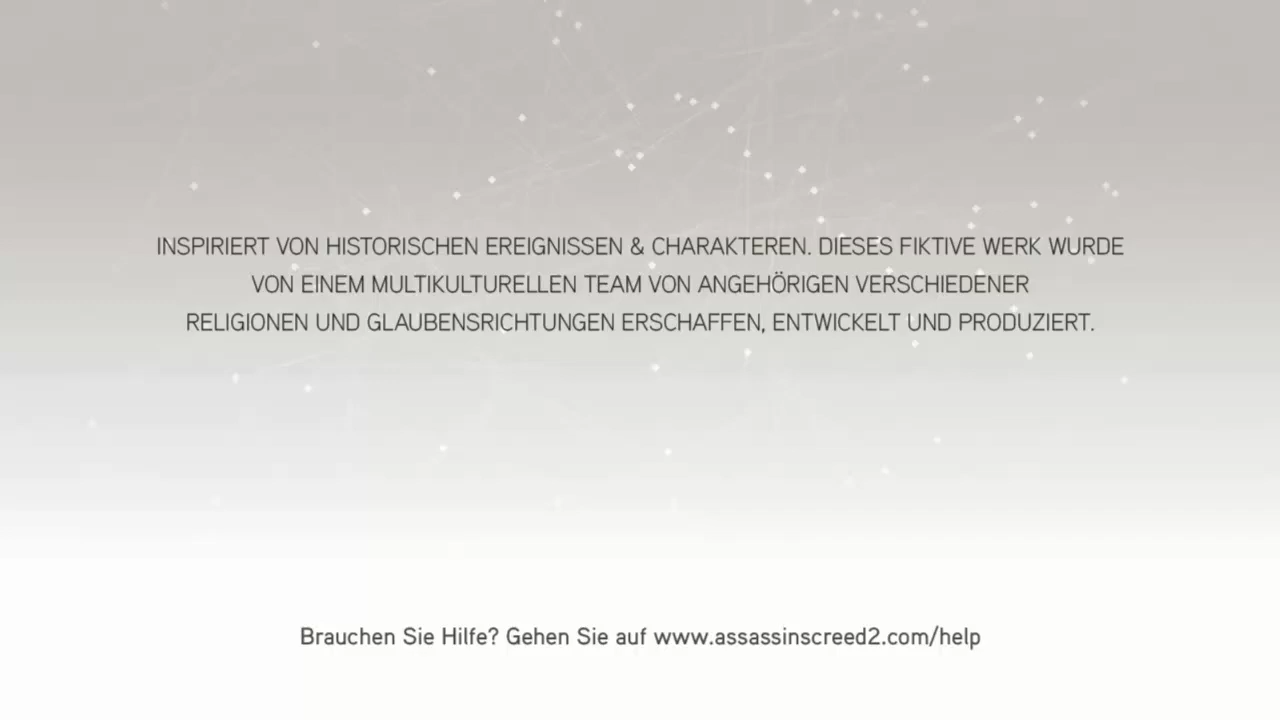 INSPIRIERT VON HISTORISCHEN EREIGNISSEN & CHARAKTEREN. DIESES FIKTIVE WERK WURDE
VON EINEM MULTIKULTURELLEN TEAM VON ANGEHÖRIGEN VERSCHIEDENER
RELIGIONEN UND GLAUBENSRICHTUNGEN ERSCHAFFEN, ENTWICKELT UND PRODUZIERT.
Brauchen Sie Hilfe? Gehen Sie auf www.assassinscreed2.com/help